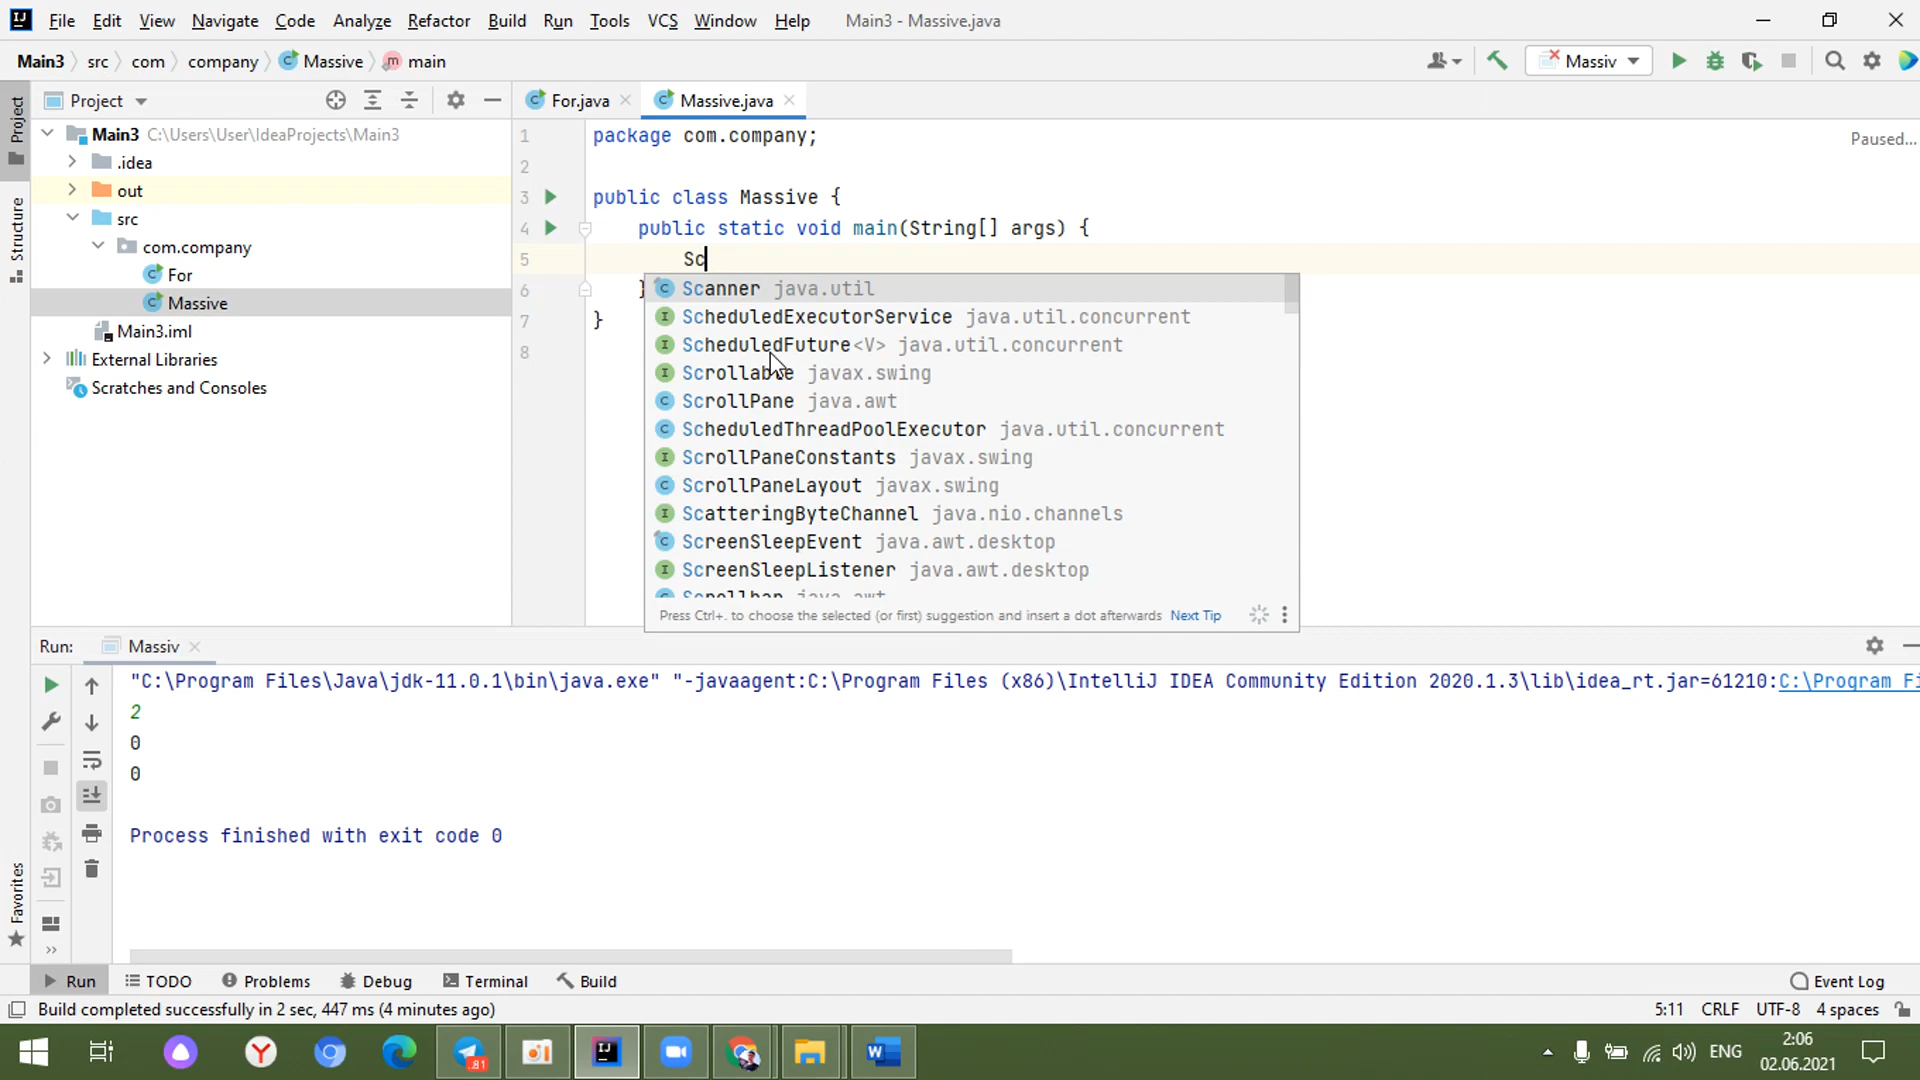 File Edit View Navigate Code Analyze Refactor Build Run Tools VCS Window Help Main3 - Massive.java
Main3 src com company Massive main Massiv
Project For.java Massive.java
Main3 C:\Users\User\IdeaProjects\Main3
.idea
out
src
com.company
For
Massive
Main3.iml
External Libraries
Scratches and Consoles
Project
Structure
Favorites
Paused...
1 package com.company;
2
3 public class Massive {
4 public static void main(String[] args) {
5 Sc
6 }
7 }
8
Scanner java.util
ScheduledExecutorService java.util.concurrent
ScheduledFuture<V> java.util.concurrent
Scrollable javax.swing
ScrollPane java.awt
ScheduledThreadPoolExecutor java.util.concurrent
ScrollPaneConstants javax.swing
ScrollPaneLayout javax.swing
ScatteringByteChannel java.nio.channels
ScreenSleepEvent java.awt.desktop
ScreenSleepListener java.awt.desktop
Scrollbar java.awt
Press Ctrl+. to choose the selected (or first) suggestion and insert a dot afterwards Next Tip
Run: Massiv
"C:\Program Files\Java\jdk-11.0.1\bin\java.exe" "-javaagent:C:\Program Files (x86)\IntelliJ IDEA Community Edition 2020.1.3\lib\idea_rt.jar=61210:C:\Program Fi
2
0
0
Process finished with exit code 0
Run TODO Problems Debug Terminal Build Event Log
Build completed successfully in 2 sec, 447 ms (4 minutes ago) 5:11 CRLF UTF-8 4 spaces
81
ENG
2:06
02.06.2021